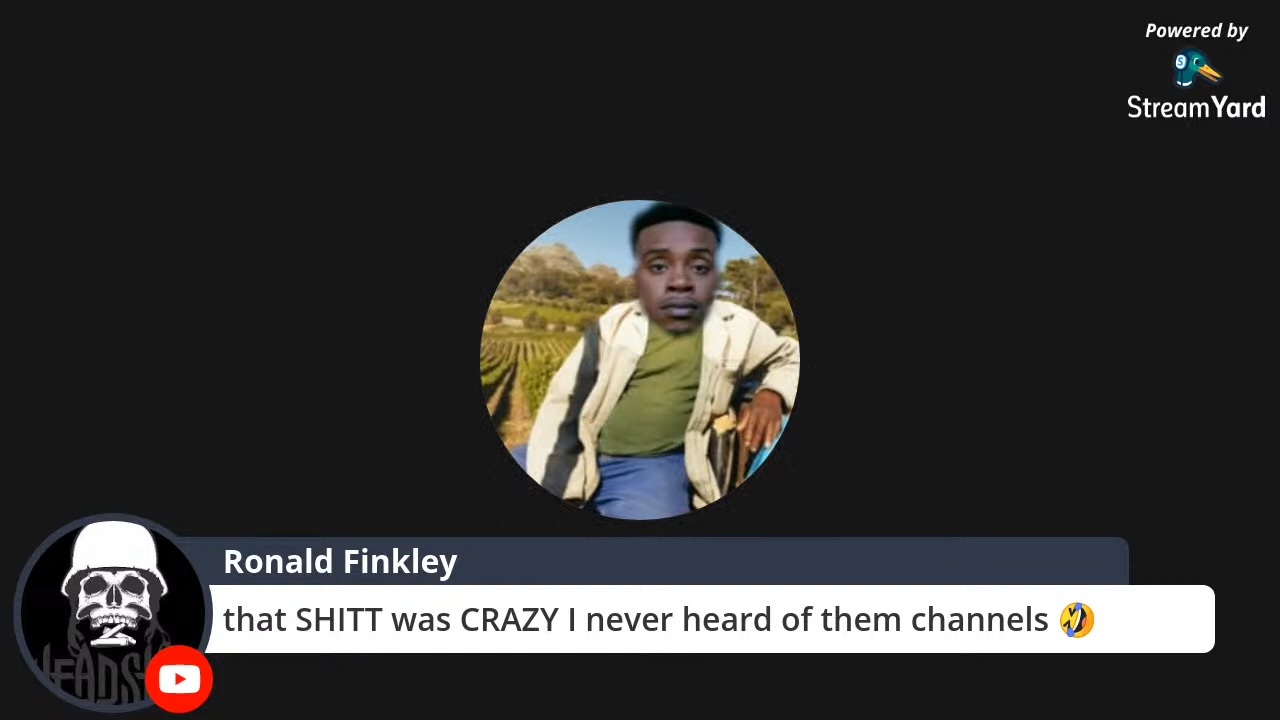 Powered by
StreamYard
Ronald Finkley
that SHITT was CRAZY I never heard of them channels 🤣